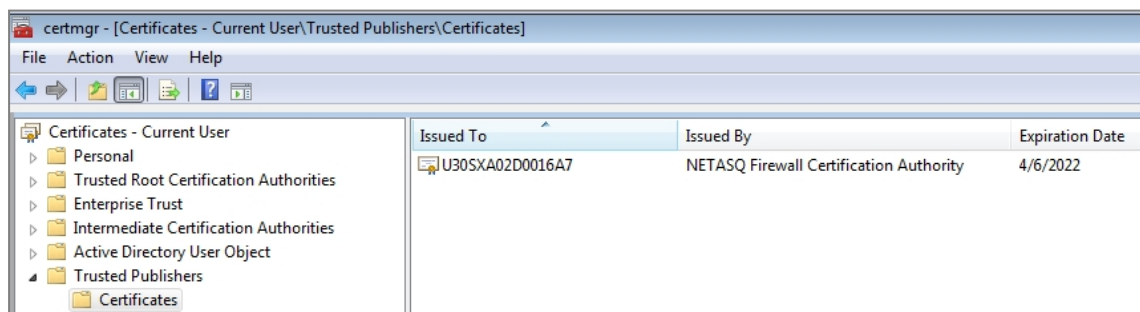 certmgr - [Certificates - Current User\Trusted Publishers\Certificates]
File Action View Help
Certificates - Current User
Personal
Trusted Root Certification Authorities
Enterprise Trust
Intermediate Certification Authorities
Active Directory User Object
Trusted Publishers
Certificates
Issued To Issued By Expiration Date
U30SXA02D0016A7 NETASQ Firewall Certification Authority 4/6/2022